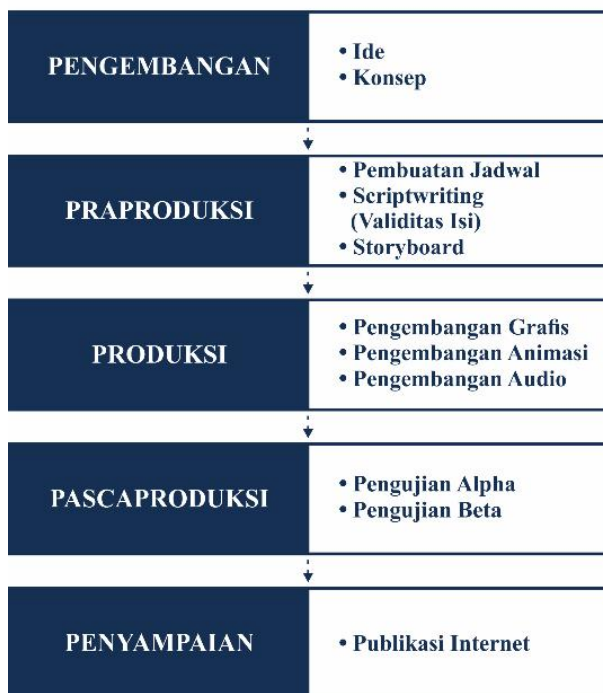 PENGEMBANGAN
• Ide
• Konsep
PRAPRODUKSI
• Pembuatan Jadwal
• Scriptwriting
(Validitas Isi)
• Storyboard
PRODUKSI
• Pengembangan Grafis
• Pengembangan Animasi
• Pengembangan Audio
PASCAPRODUKSI
• Pengujian Alpha
• Pengujian Beta
PENYAMPAIAN
• Publikasi Internet